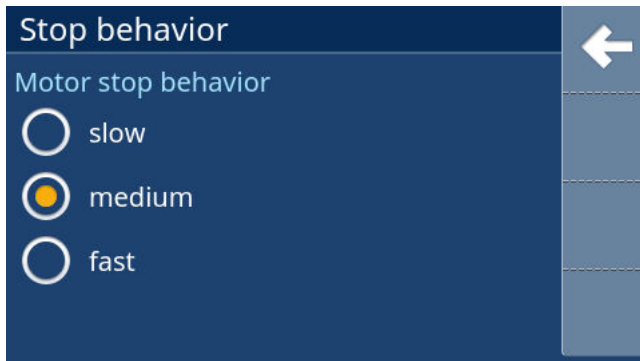 Stop behavior
Motor stop behavior
slow
medium
fast